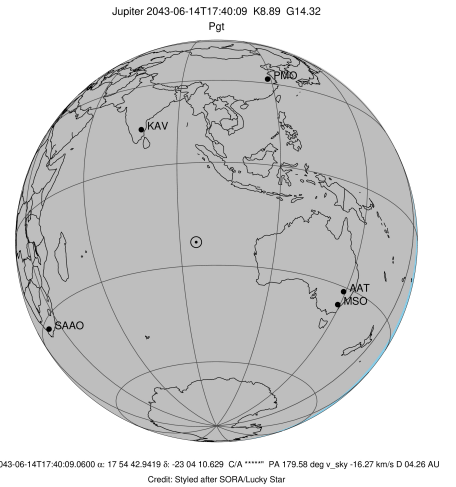 Jupiter 2043-06-14T17:40:09 K8.89 G14.32
Pgt
PMO
KAV
AAT
MSO
SAAO
043-06-14T17:40:09.0600 α: 17 54 42.9419 δ: -23 04 10.629 C/A *****" PA 179.58 deg v_sky -16.27 km/s D 04.26 AU
Credit: Styled after SORA/Lucky Star